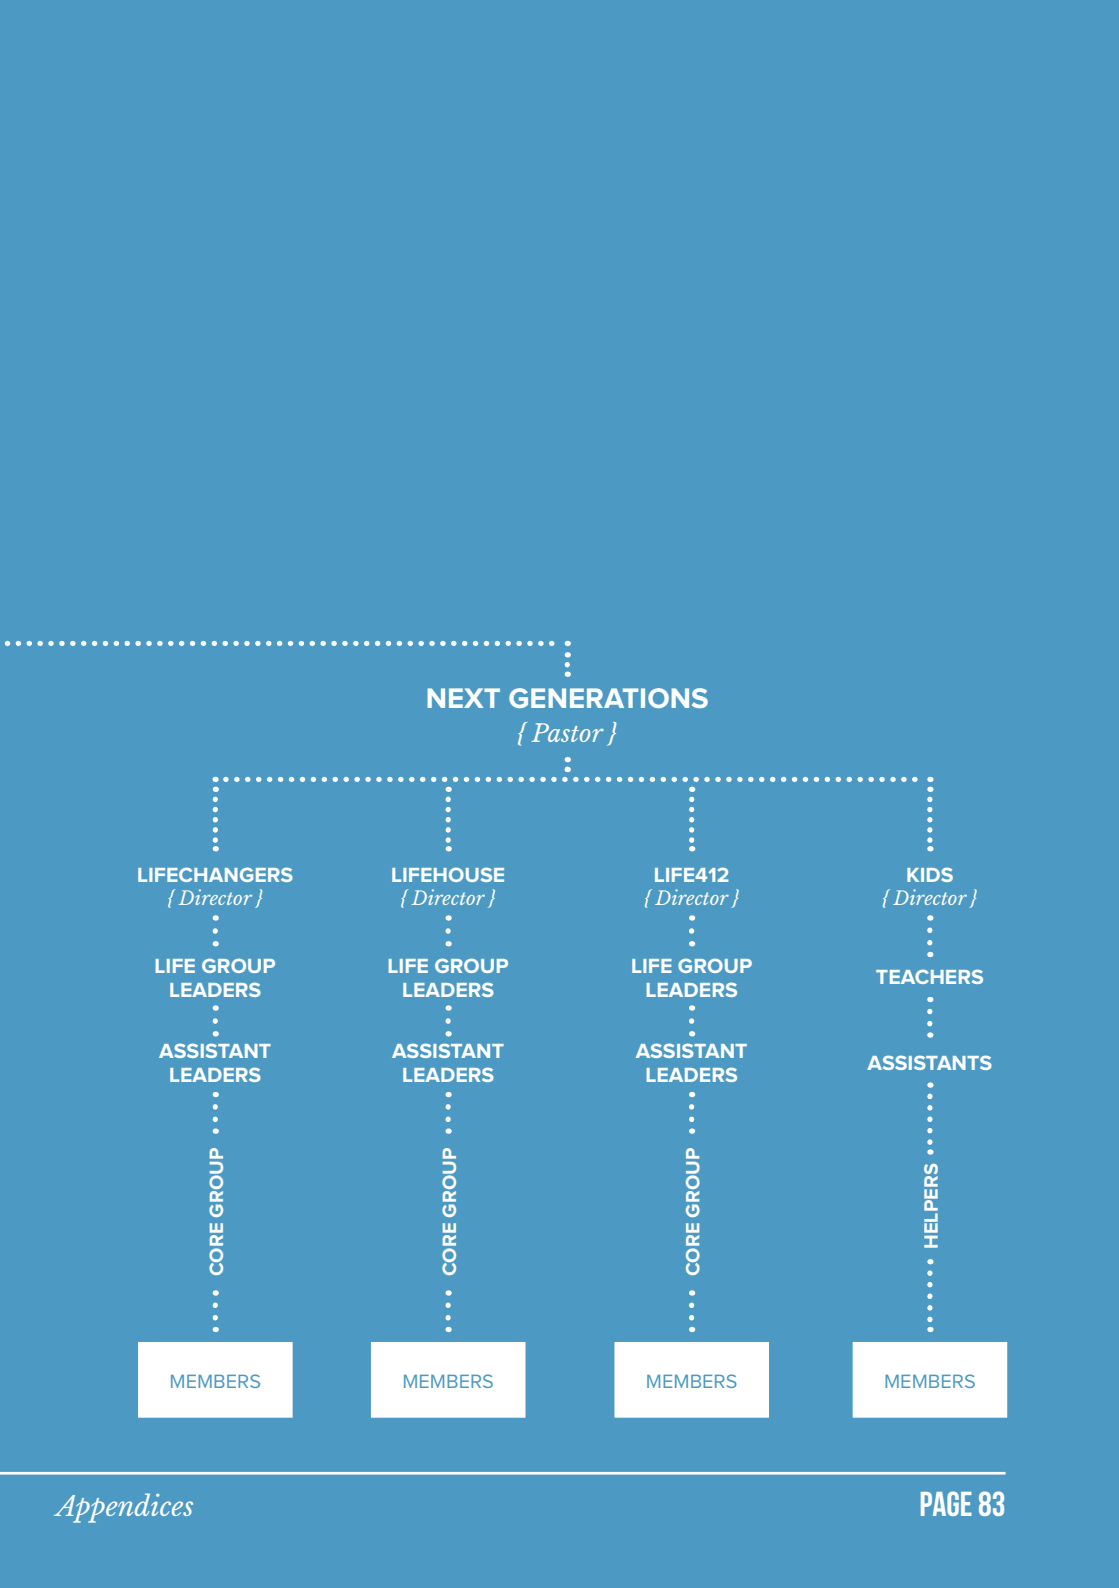 NEXT GENERATIONS
{ Pastor }
LIFECHANGERS
{ Director }
LIFE GROUP
LEADERS
ASSISTANT
LEADERS
CORE GROUP
MEMBERS
LIFEHOUSE
{ Director }
LIFE GROUP
LEADERS
ASSISTANT
LEADERS
CORE GROUP
MEMBERS
LIFE412
{ Director }
LIFE GROUP
LEADERS
ASSISTANT
LEADERS
CORE GROUP
MEMBERS
KIDS
{ Director }
TEACHERS
ASSISTANTS
HELPERS
MEMBERS
Appendices
PAGE 83